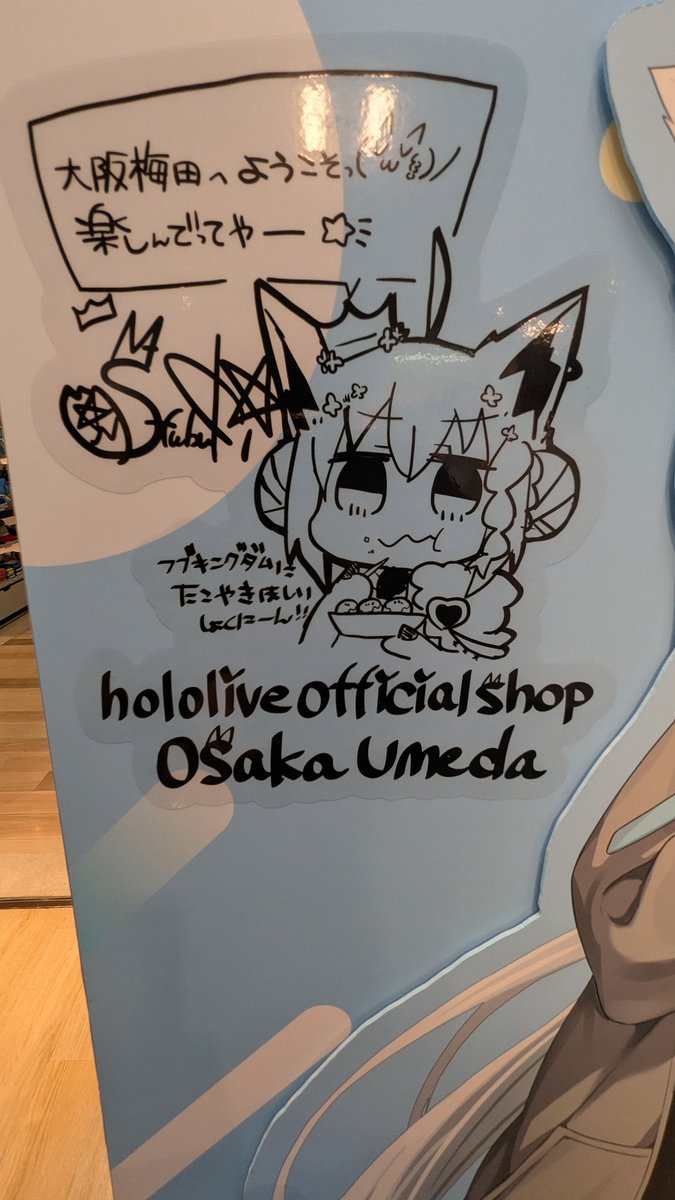 大阪梅田へようこそっ(´^ω^`)ノ
楽しんでってやー☆彡
フブキングダムに
たこやきほしい
しょくにーん!!
hololive official shop
Osaka Umeda